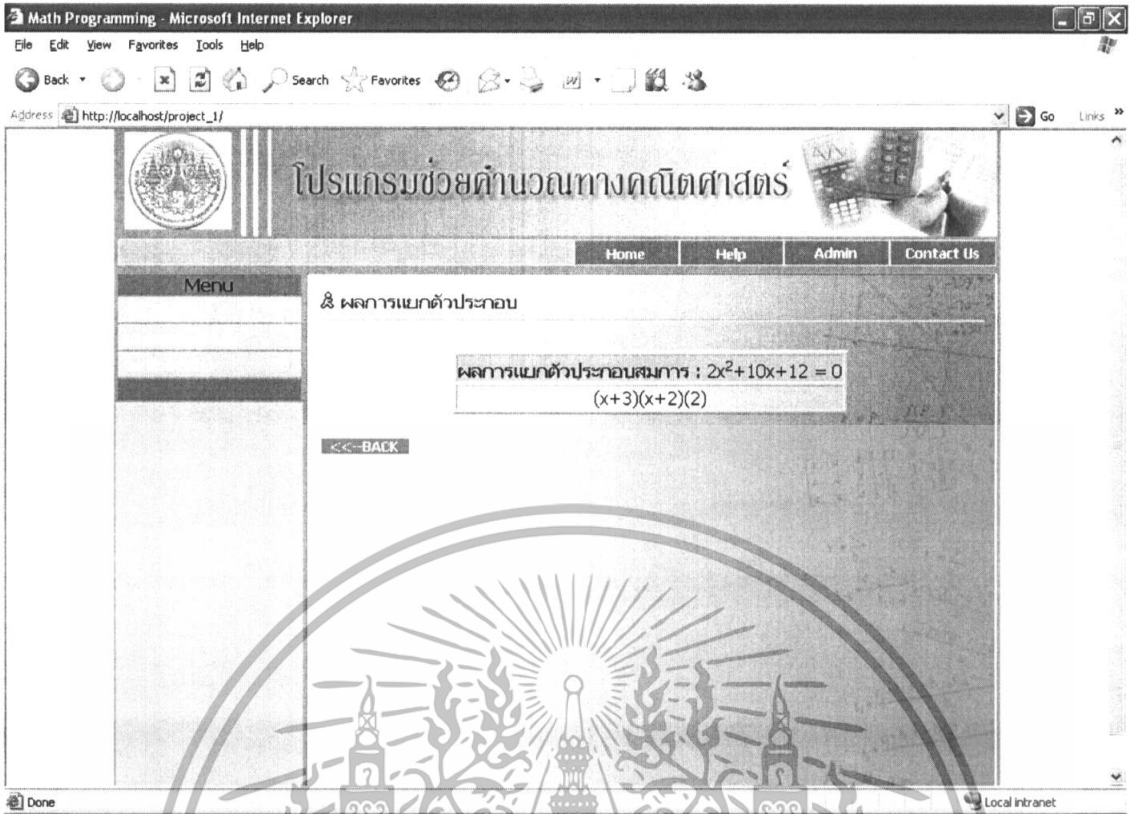 Math Programming - Microsoft Internet Explorer
File Edit View Favorites Tools Help
Back Search Favorites
Address http://localhost/project_1/ Go Links »
โปรแกรมช่วยคำนวณทางคณิตศาสตร์
Home Help Admin Contact Us
Menu
ผลการแยกตัวประกอบ
ผลการแยกตัวประกอบสมการ : 2x²+10x+12 = 0
(x+3)(x+2)(2)
<<--BACK
Done Local intranet